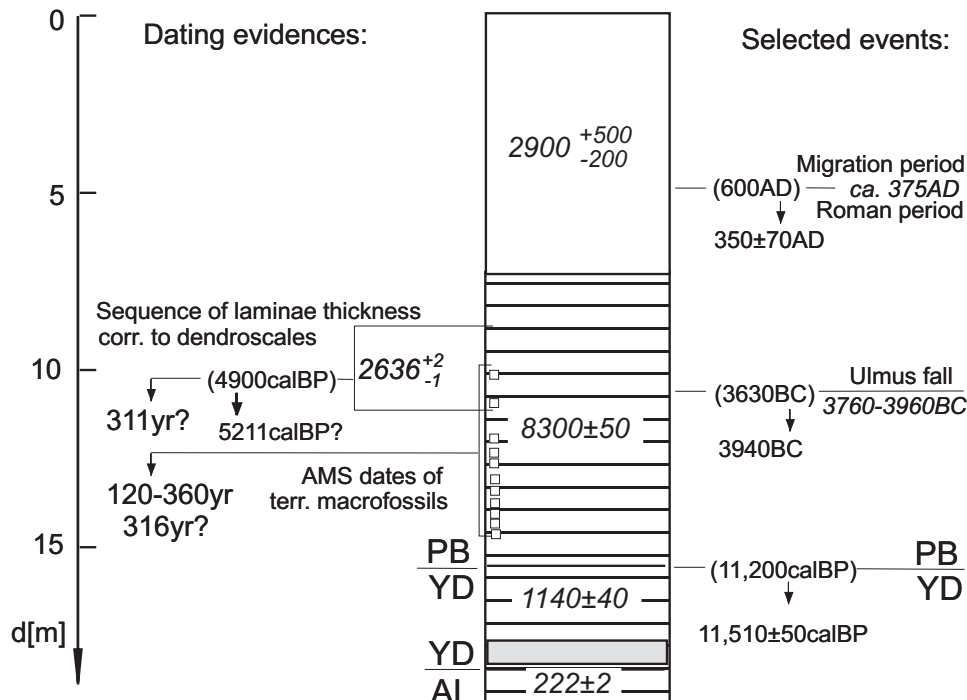 0
5
10
15
d[m]
Dating evidences:
Selected events:
2900 +500
-200
Migration period
(600AD) ca. 375AD
Roman period
350±70AD
Sequence of laminae thickness
corr. to dendroscales
(4900calBP)
2636 +2
-1
311yr?
5211calBP?
8300±50
120-360yr
316yr?
AMS dates of
terr. macrofossils
Ulmus fall
(3630BC) 3760-3960BC
3940BC
PB
YD
1140±40
(11,200calBP)
PB
YD
11,510±50calBP
YD
AL
222±2